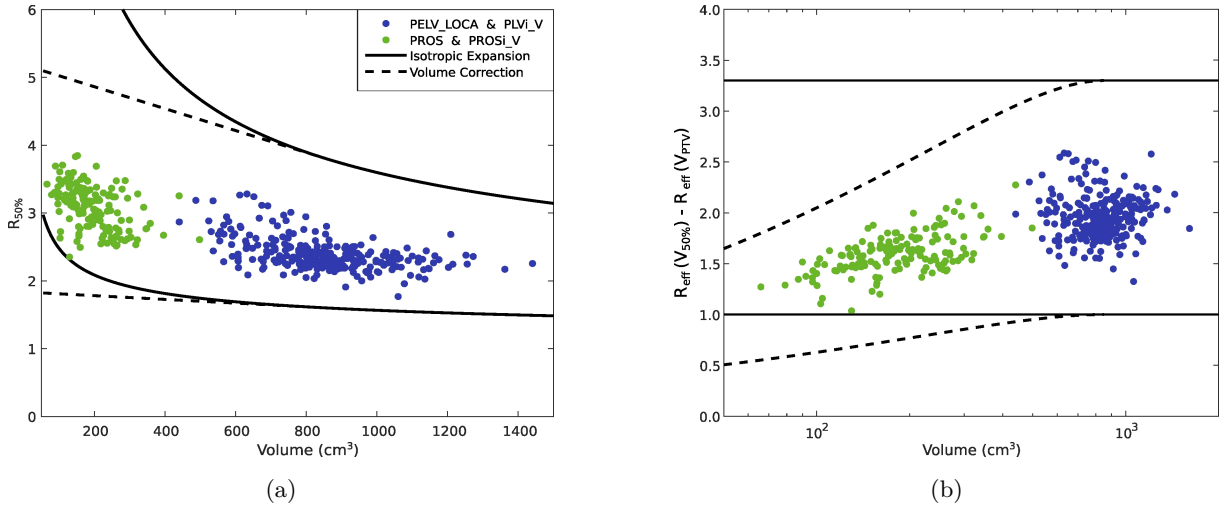 6
5
4
3
2
1
0
R50%
200
400
600
800
1000
1200
1400
Volume (cm³)
PELV_LOCA & PLVi_V
PROS & PROSi_V
Isotropic Expansion
Volume Correction
(a)
4.0
3.5
3.0
2.5
2.0
1.5
1.0
0.5
0.0
Reff (V50%) - Reff (VPTV)
10²
10³
Volume (cm³)
(b)